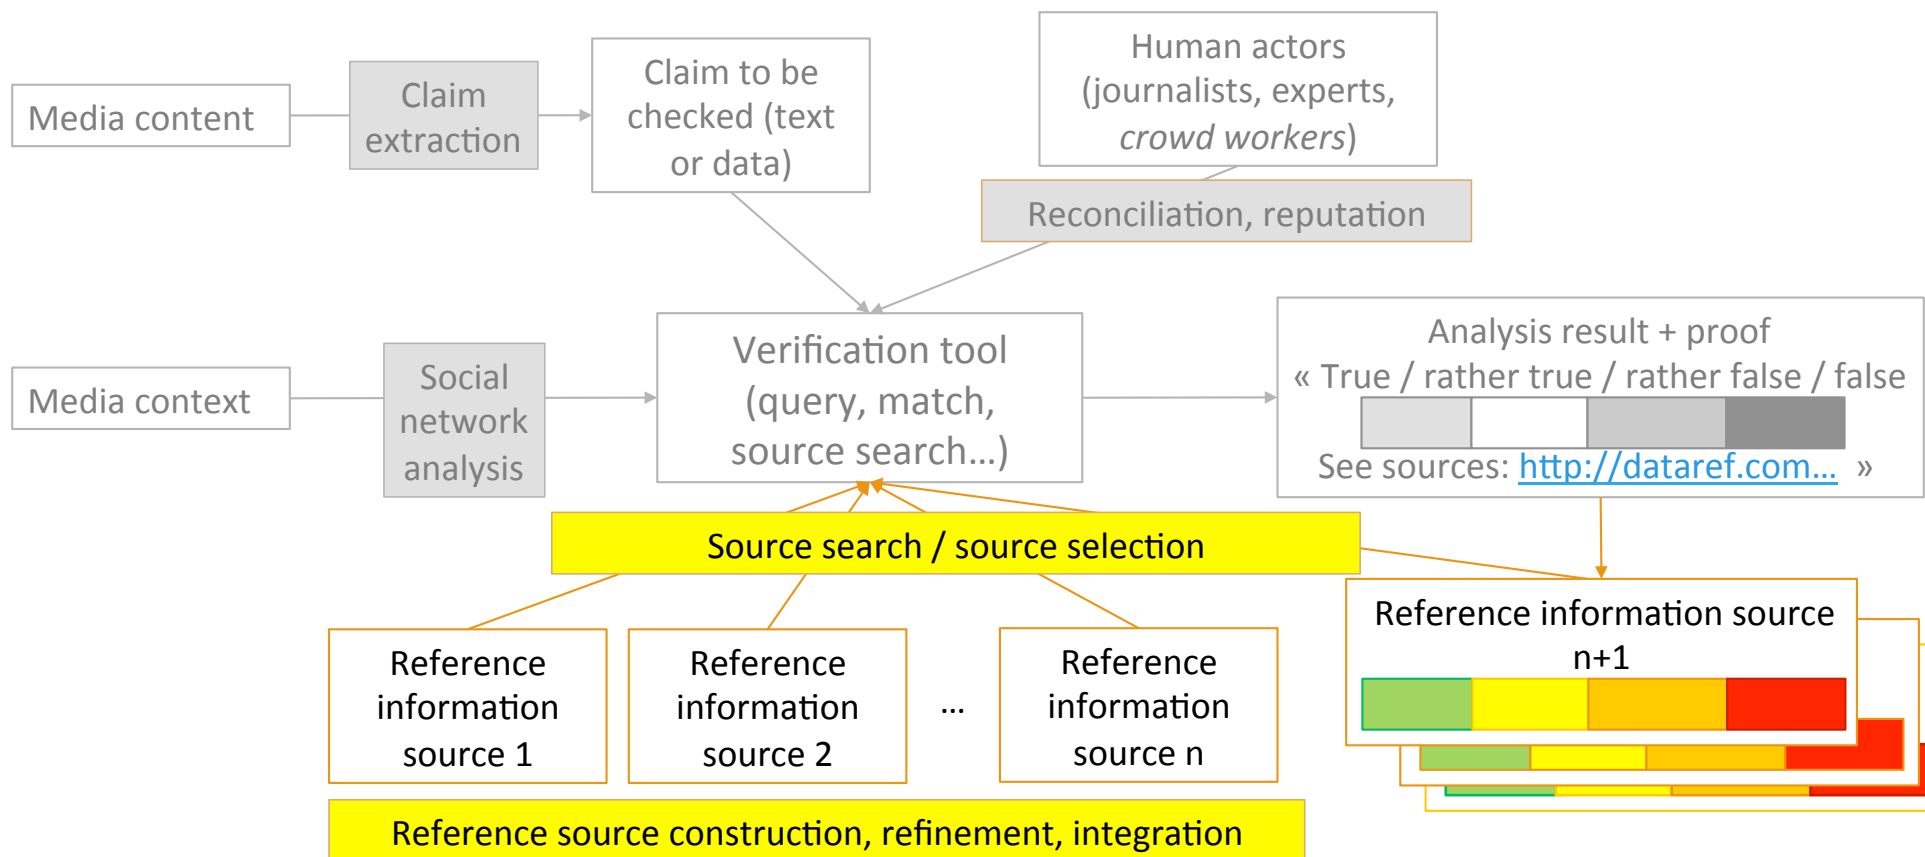 Media content
Claim
extraction
Claim to be
checked (text
or data)
Human actors
(journalists, experts,
crowd workers)
Reconciliation, reputation
Media context
Social
network
analysis
Verification tool
(query, match,
source search…)
Analysis result + proof
« True / rather true / rather false / false
See sources: http://dataref.com… »
Source search / source selection
Reference
information
source 1
Reference
information
source 2
…
Reference
information
source n
Reference information source
n+1
Reference source construction, refinement, integration